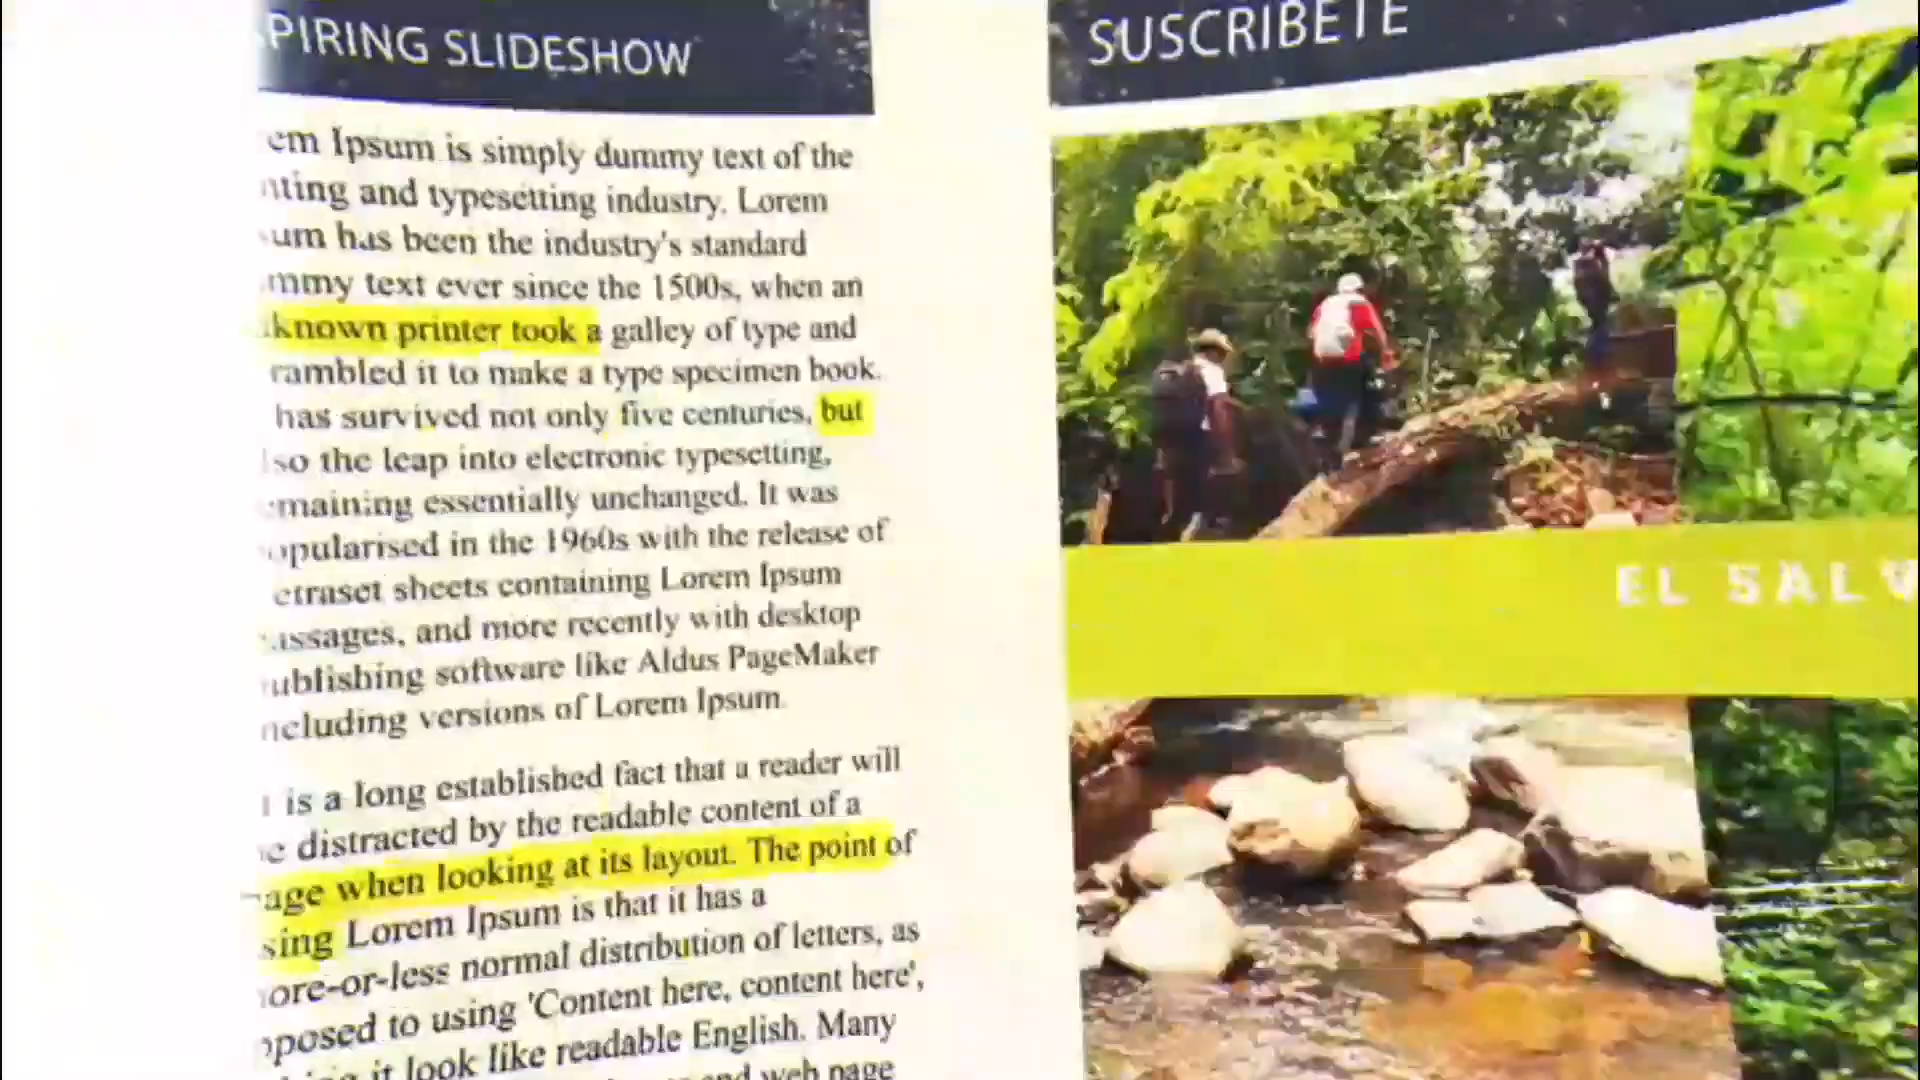 PIRING SLIDESHOW
em Ipsum is simply dummy text of the
nting and typesetting industry. Lorem
sum has been the industry's standard
mmy text ever since the 1500s, when an
known printer took a galley of type and
rambled it to make a type specimen book.
has survived not only five centuries, but
lso the leap into electronic typesetting,
emaining essentially unchanged. It was
opularised in the 1960s with the release of
etraset sheets containing Lorem Ipsum
assages, and more recently with desktop
ublishing software like Aldus PageMaker
ncluding versions of Lorem Ipsum.
is a long established fact that a reader will
e distracted by the readable content of a
age when looking at its layout. The point of
sing Lorem Ipsum is that it has a
ore-or-less normal distribution of letters, as
pposed to using 'Content here, content here',
it look like readable English. Many
and web page
SUSCRIBETE
EL SALV